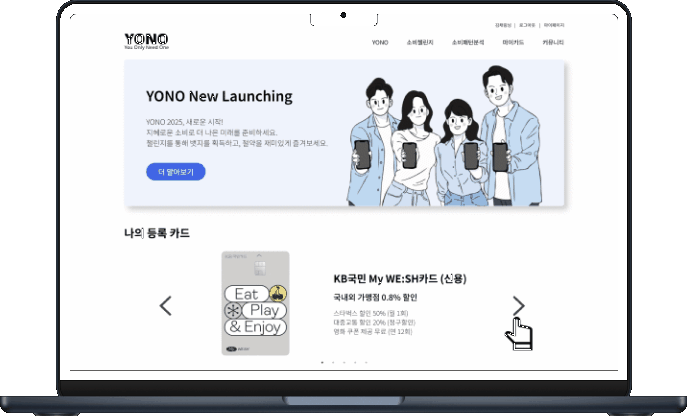 YONO
You Only Need One
로그아웃 | 마이페이지
YONO 소비챌린지 소비패턴분석 마이카드 커뮤니티
YONO New Launching
YONO 2025, 새로운 시작!
지혜로운 소비로 더 나은 미래를 준비하세요.
챌린지를 통해 뱃지를 획득하고, 절약을 재미있게 즐겨보세요.
더 알아보기
나의 등록 카드
KB국민 My WE:SH카드 (신용)
국내외 가맹점 0.8% 할인
스타벅스 할인 50% (월 1회)
대중교통 할인 20% (청구할인)
영화 쿠폰 제공 무료 (연 12회)
Eat
Play
& Enjoy